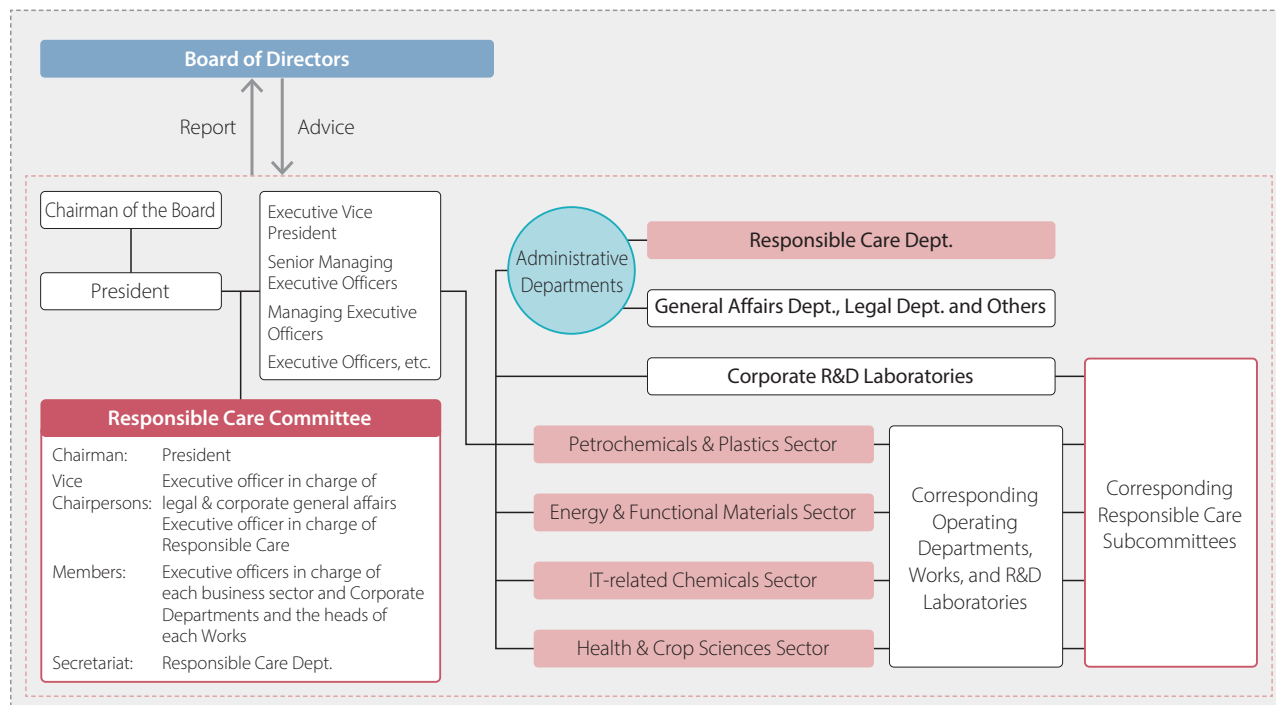 Board of Directors
Report
Advice
Chairman of the Board
President
Executive Vice
President
Senior Managing
Executive Officers
Managing Executive
Officers
Executive Officers, etc.
Responsible Care Committee
Chairman: President
Vice Executive officer in charge of
Chairpersons: legal & corporate general affairs
Executive officer in charge of
Responsible Care
Members: Executive officers in charge of
each business sector and Corporate
Departments and the heads of
each Works
Secretariat: Responsible Care Dept.
Administrative
Departments
Responsible Care Dept.
General Affairs Dept., Legal Dept. and Others
Corporate R&D Laboratories
Petrochemicals & Plastics Sector
Energy & Functional Materials Sector
IT-related Chemicals Sector
Health & Crop Sciences Sector
Corresponding
Operating
Departments,
Works, and R&D
Laboratories
Corresponding
Responsible Care
Subcommittees